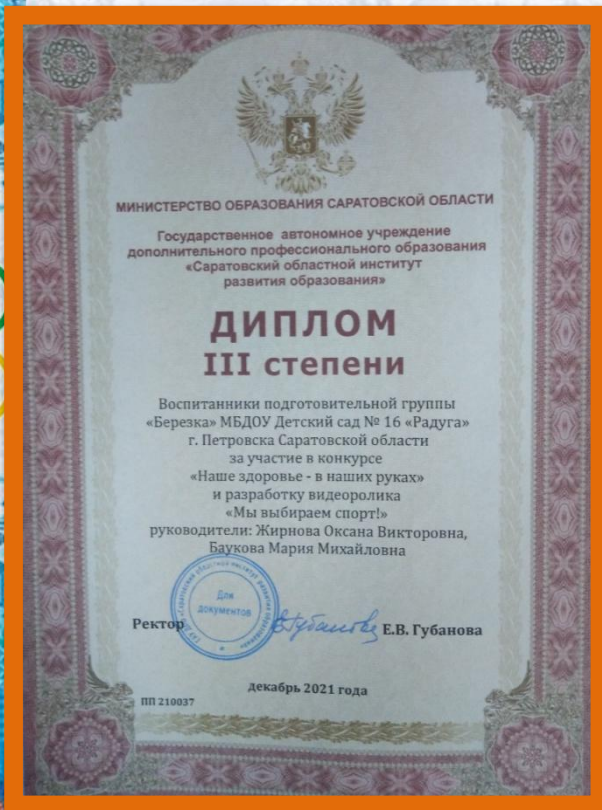 МИНИСТЕРСТВО ОБРАЗОВАНИЯ САРАТОВСКОЙ ОБЛАСТИ
Государственное автономное учреждение
дополнительного профессионального образования
«Саратовский областной институт
развития образования»
ДИПЛОМ
III степени
Воспитанники подготовительной группы
«Березка» МБДОУ Детский сад № 16 «Радуга»
г. Петровска Саратовской области
за участие в конкурсе
«Наше здоровье - в наших руках»
и разработку видеоролика
«Мы выбираем спорт!»
руководители: Жирнова Оксана Викторовна,
Баукова Мария Михайловна
Для
документов
Ректор Е.В. Губанова
декабрь 2021 года
ПП 210037